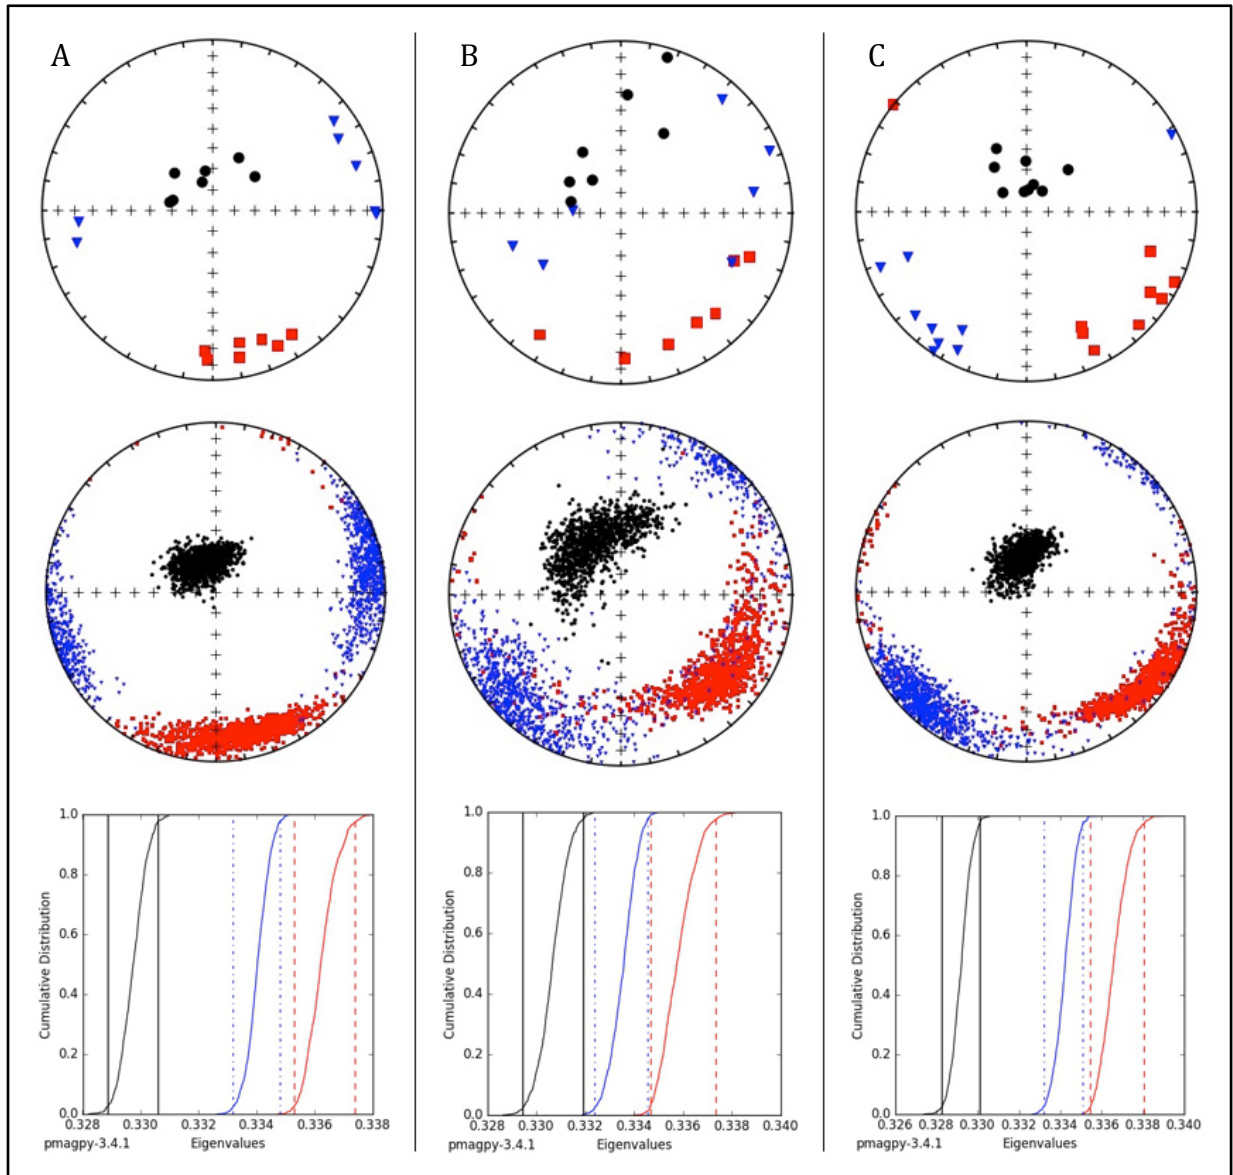 A
B
C
1.0
0.8
0.6
0.4
0.2
0.0
Cumulative Distribution
0.328 0.330 0.332 0.334 0.336 0.338
pmagpy-3.4.1 Eigenvalues
1.0
0.8
0.6
0.4
0.2
0.0
Cumulative Distribution
0.328 0.330 0.332 0.334 0.336 0.338 0.340
pmagpy-3.4.1 Eigenvalues
1.0
0.8
0.6
0.4
0.2
0.0
Cumulative Distribution
0.326 0.328 0.330 0.332 0.334 0.336 0.338 0.340
pmagpy-3.4.1 Eigenvalues